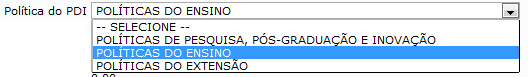 Política do PDI POLÍTICAS DO ENSINO
-- SELECIONE --
POLÍTICAS DE PESQUISA, PÓS-GRADUAÇÃO E INOVAÇÃO
POLÍTICAS DO ENSINO
POLÍTICAS DO EXTENSÃO